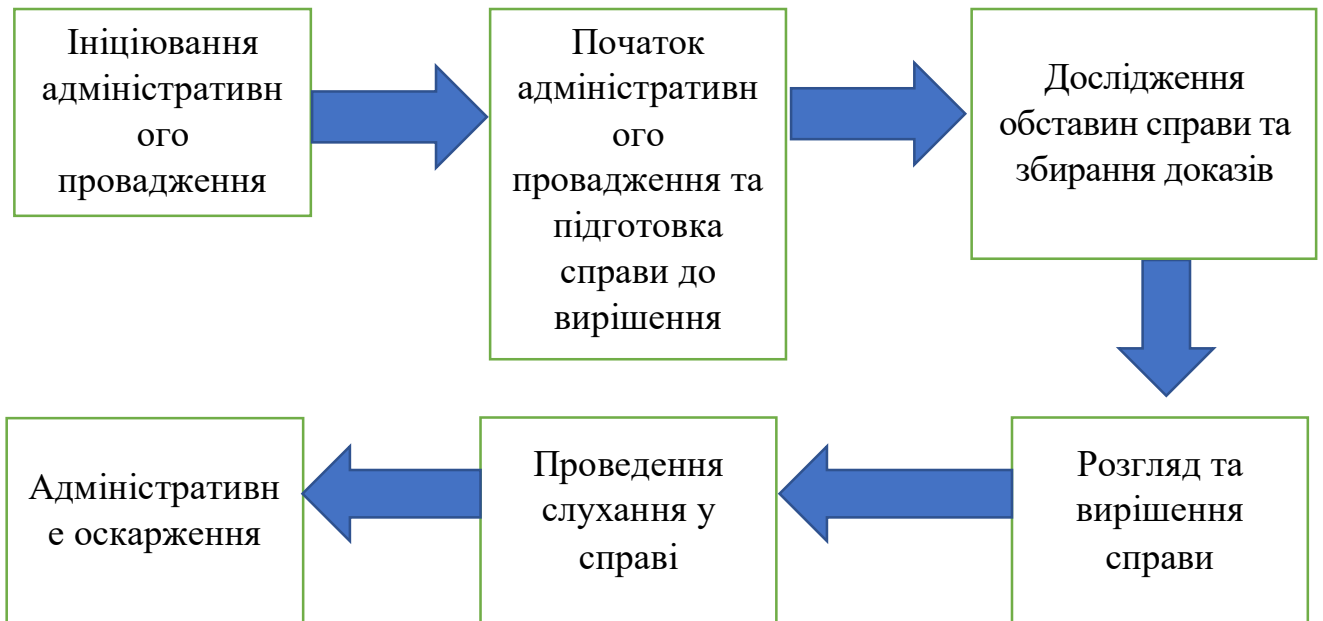 Ініціювання
адміністративн
ого
провадження
Початок
адміністративн
ого
провадження та
підготовка
справи до
вирішення
Дослідження
обставин справи та
збирання доказів
Розгляд та
вирішення
справи
Проведення
слухання у
справі
Адміністративн
е оскарження